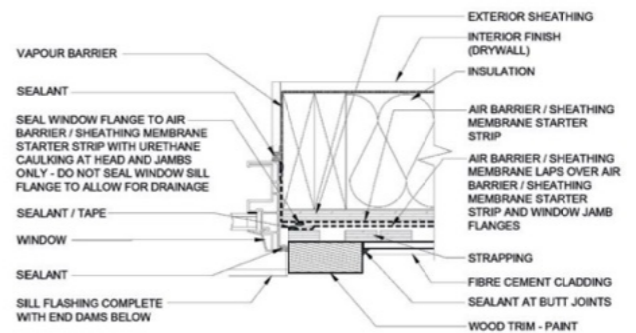 VAPOUR BARRIER
SEALANT
SEAL WINDOW FLANGE TO AIR
BARRIER / SHEATHING MEMBRANE
STARTER STRIP WITH URETHANE
CAULKING AT HEAD AND JAMBS
ONLY - DO NOT SEAL WINDOW SILL
FLANGE TO ALLOW FOR DRAINAGE
SEALANT / TAPE
WINDOW
SEALANT
SILL FLASHING COMPLETE
WITH END DAMS BELOW
EXTERIOR SHEATHING
INTERIOR FINISH
(DRYWALL)
INSULATION
AIR BARRIER / SHEATHING
MEMBRANE STARTER
STRIP
AIR BARRIER / SHEATHING
MEMBRANE LAPS OVER AIR
BARRIER / SHEATHING
MEMBRANE STARTER
STRIP AND WINDOW JAMB
FLANGES
STRAPPING
FIBRE CEMENT CLADDING
SEALANT AT BUTT JOINTS
WOOD TRIM - PAINT